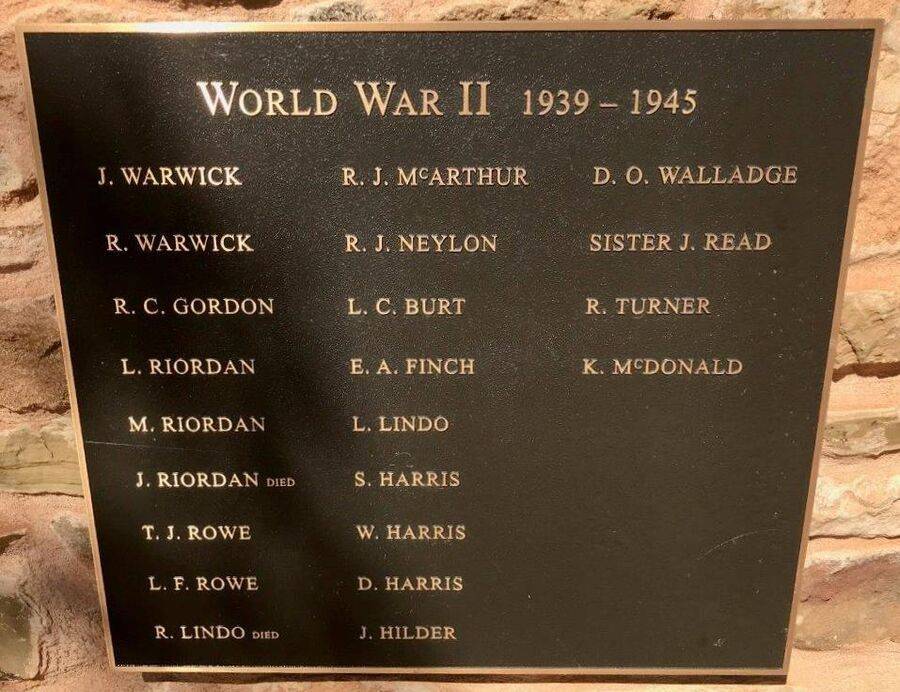 WORLD WAR II 1939 – 1945
J. WARWICK
R. WARWICK
R. C. GORDON
L. RIORDAN
M. RIORDAN
J. RIORDAN DIED
T. J. ROWE
L. F. ROWE
R. LINDO DIED
R. J. McARTHUR
R. J. NEYLON
L. C. BURT
E. A. FINCH
L. LINDO
S. HARRIS
W. HARRIS
D. HARRIS
J. HILDER
D. O. WALLADGE
SISTER J. READ
R. TURNER
K. McDONALD